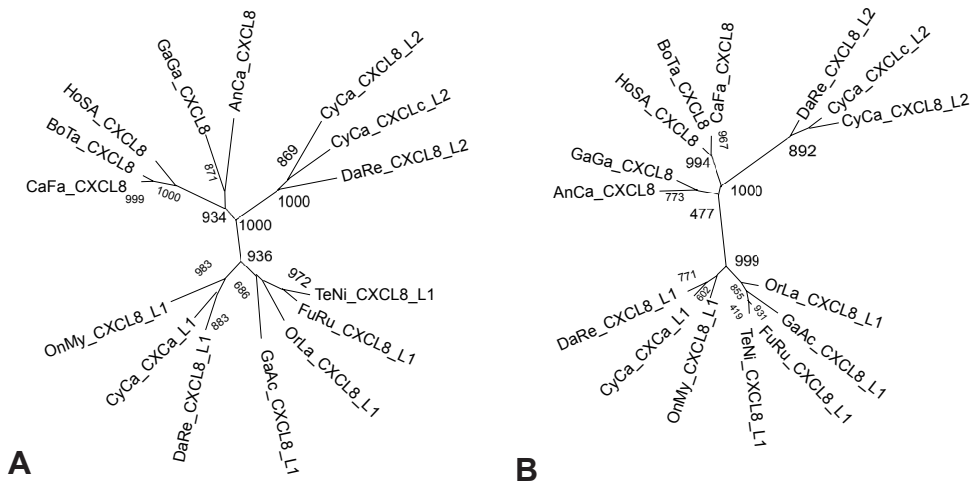 A
GaGa_CXCL8
AnCa_CXCL8
HoSA_CXCL8
BoTa_CXCL8
CaFa_CXCL8
CyCa_CXCL8_L2
CyCa_CXCLc_L2
DaRe_CXCL8_L2
871
869
999
1000
1000
934
1000
936
983
686
972
883
TeNi_CXCL8_L1
FuRu_CXCL8_L1
OrLa_CXCL8_L1
GaAc_CXCL8_L1
DaRe_CXCL8_L1
CyCa_CXCa_L1
OnMy_CXCL8_L1
B
BoTa_CXCL8
CaFa_CXCL8
HoSA_CXCL8
GaGa_CXCL8
AnCa_CXCL8
DaRe_CXCL8_L2
CyCa_CXCLc_L2
CyCa_CXCL8_L2
967
994
892
773
1000
477
999
771
602
855
419
931
OrLa_CXCL8_L1
GaAc_CXCL8_L1
FuRu_CXCL8_L1
TeNi_CXCL8_L1
OnMy_CXCL8_L1
CyCa_CXCa_L1
DaRe_CXCL8_L1